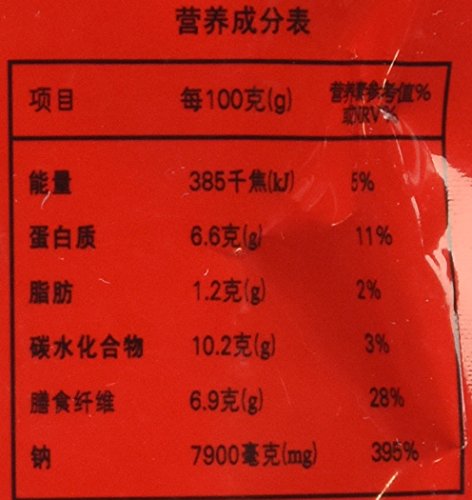 营养成分表
项目 每100克(g) 营养素参考值%
或NRV%
能量 385千焦(kJ) 5%
蛋白质 6.6克(g) 11%
脂肪 1.2克(g) 2%
碳水化合物 10.2克(g) 3%
膳食纤维 6.9克(g) 28%
钠 7900毫克(mg) 395%